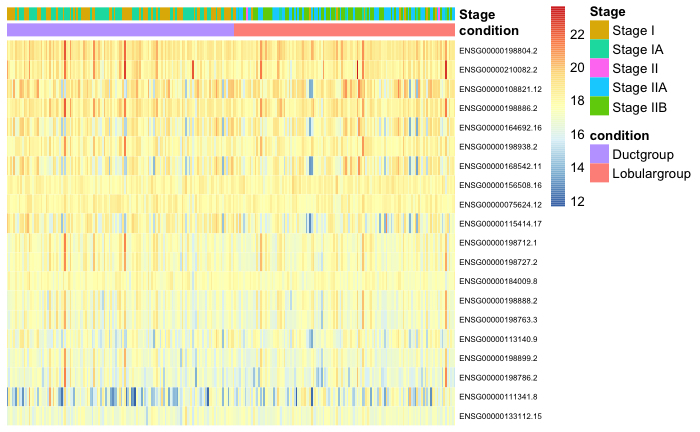 Stage
condition
ENSG00000198804.2
ENSG00000210082.2
ENSG00000108821.12
ENSG00000198886.2
ENSG00000164692.16
ENSG00000198938.2
ENSG00000168542.11
ENSG00000156508.16
ENSG00000075624.12
ENSG00000115414.17
ENSG00000198712.1
ENSG00000198727.2
ENSG00000184009.8
ENSG00000198888.2
ENSG00000198763.3
ENSG00000113140.9
ENSG00000198899.2
ENSG00000198786.2
ENSG00000111341.8
ENSG00000133112.15
22
20
18
16
14
12
Stage
Stage I
Stage IA
Stage II
Stage IIA
Stage IIB
condition
Ductgroup
Lobulargroup